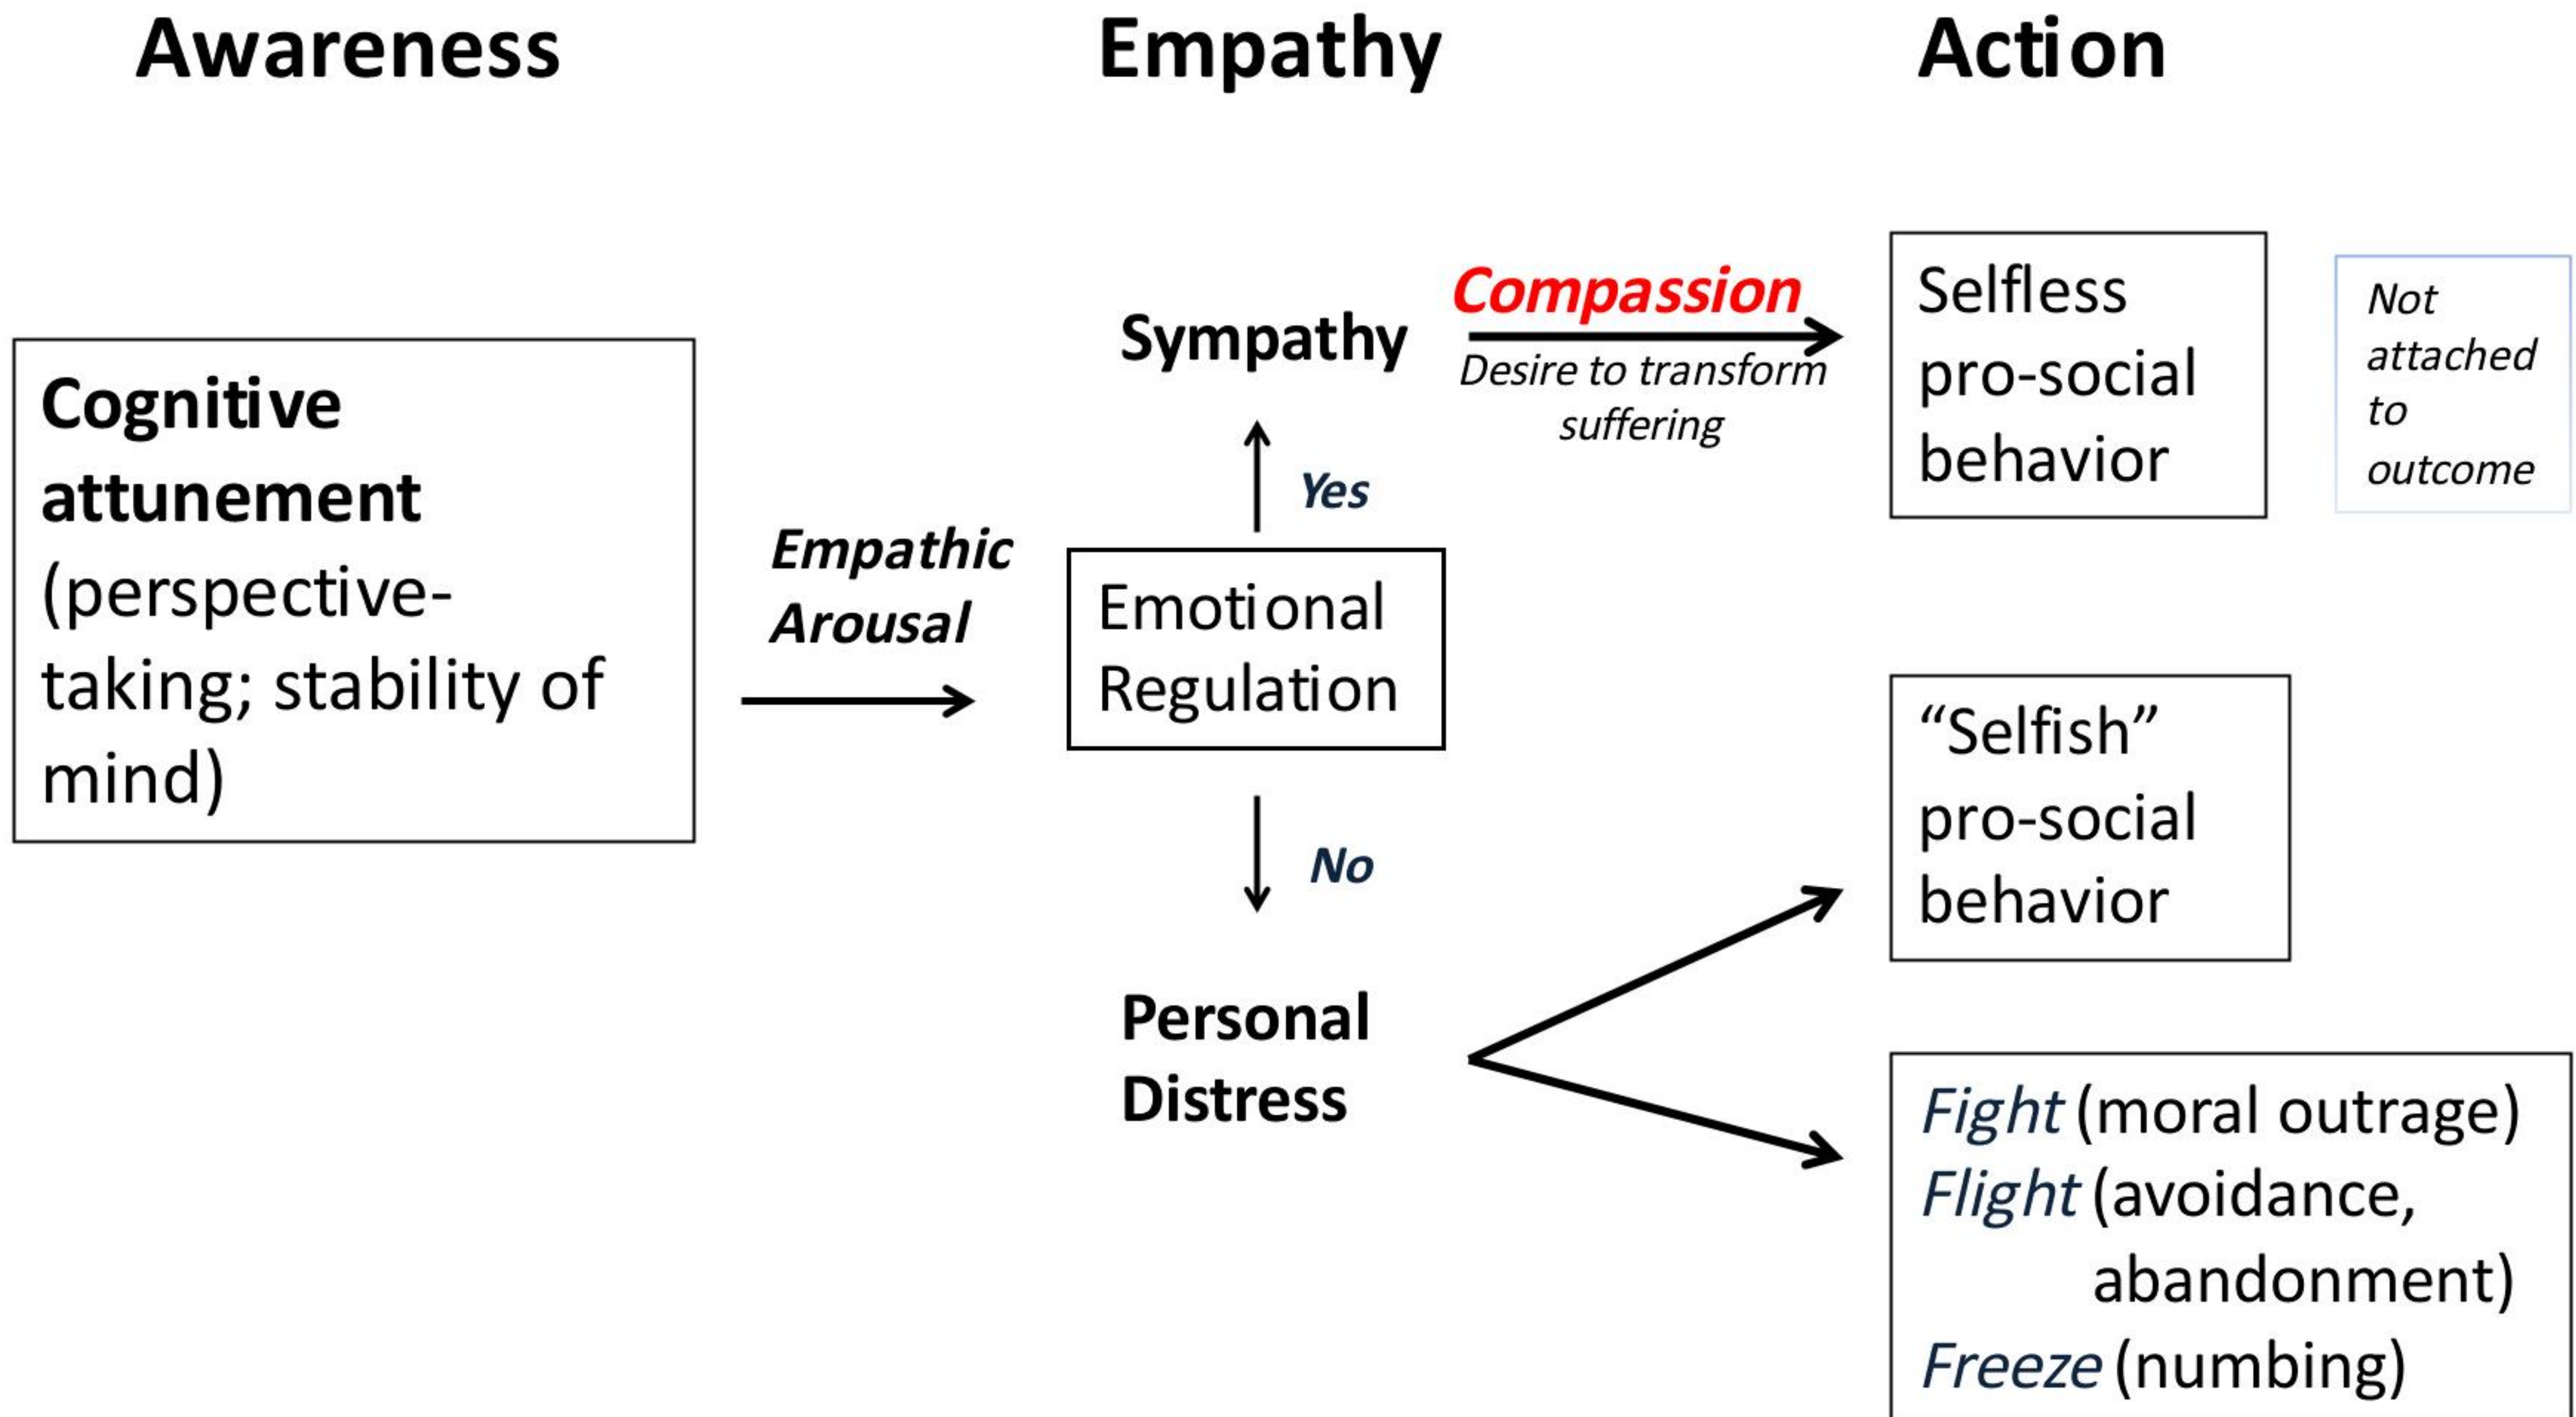 Awareness
Empathy
Action
Cognitive
attunement
(perspective-
taking; stability of
mind)
Empathic
Arousal
Sympathy
Yes
Emotional
Regulation
No
Personal
Distress
Compassion
Desire to transform
suffering
Selfless
pro-social
behavior
Not
attached
to
outcome
“Selfish”
pro-social
behavior
Fight (moral outrage)
Flight (avoidance,
abandonment)
Freeze (numbing)